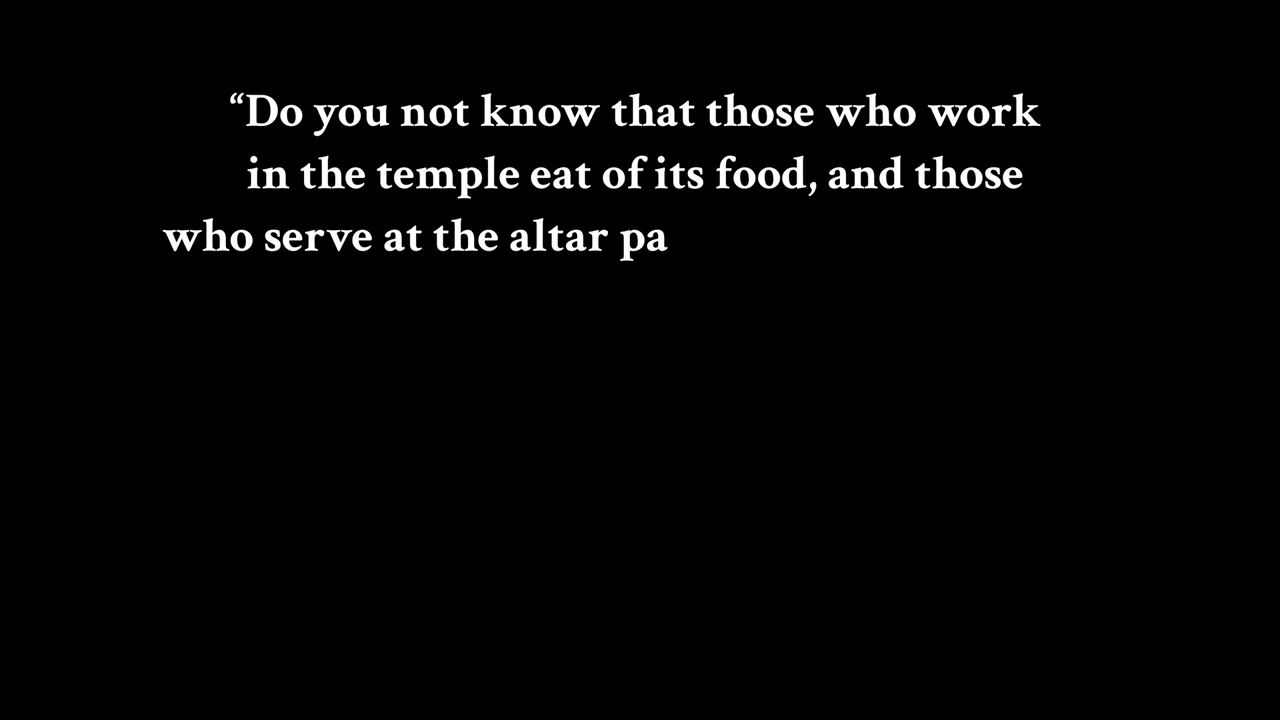 “Do you not know that those who work
in the temple eat of its food, and those
who serve at the altar pa